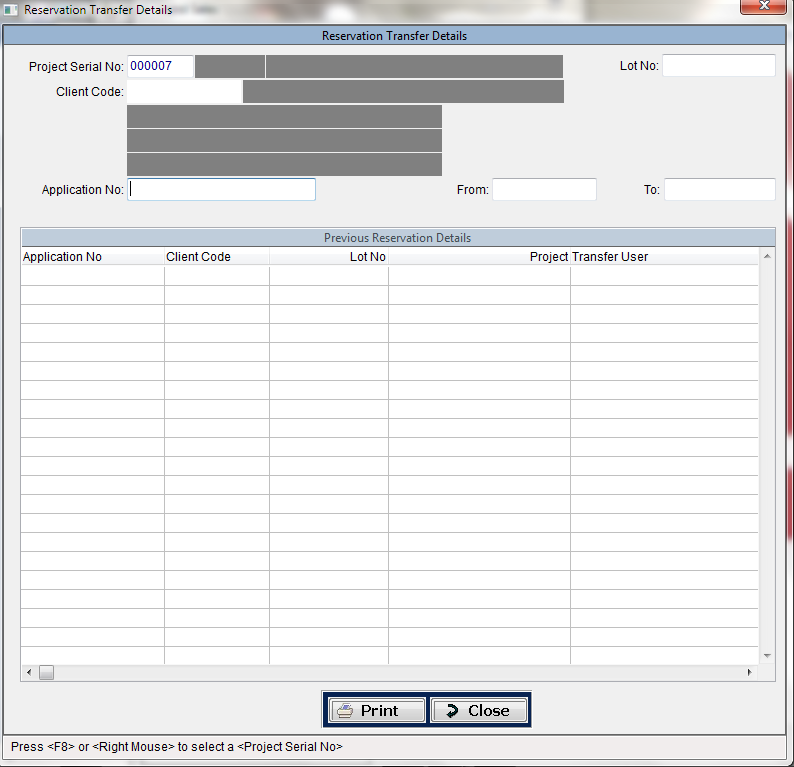 Reservation Transfer Details
Reservation Transfer Details
Project Serial No: 000007 Lot No:
Client Code:
Application No: From: To:
Previous Reservation Details
Application No Client Code Lot No Project Transfer User
Print Close
Press <F8> or <Right Mouse> to select a <Project Serial No>